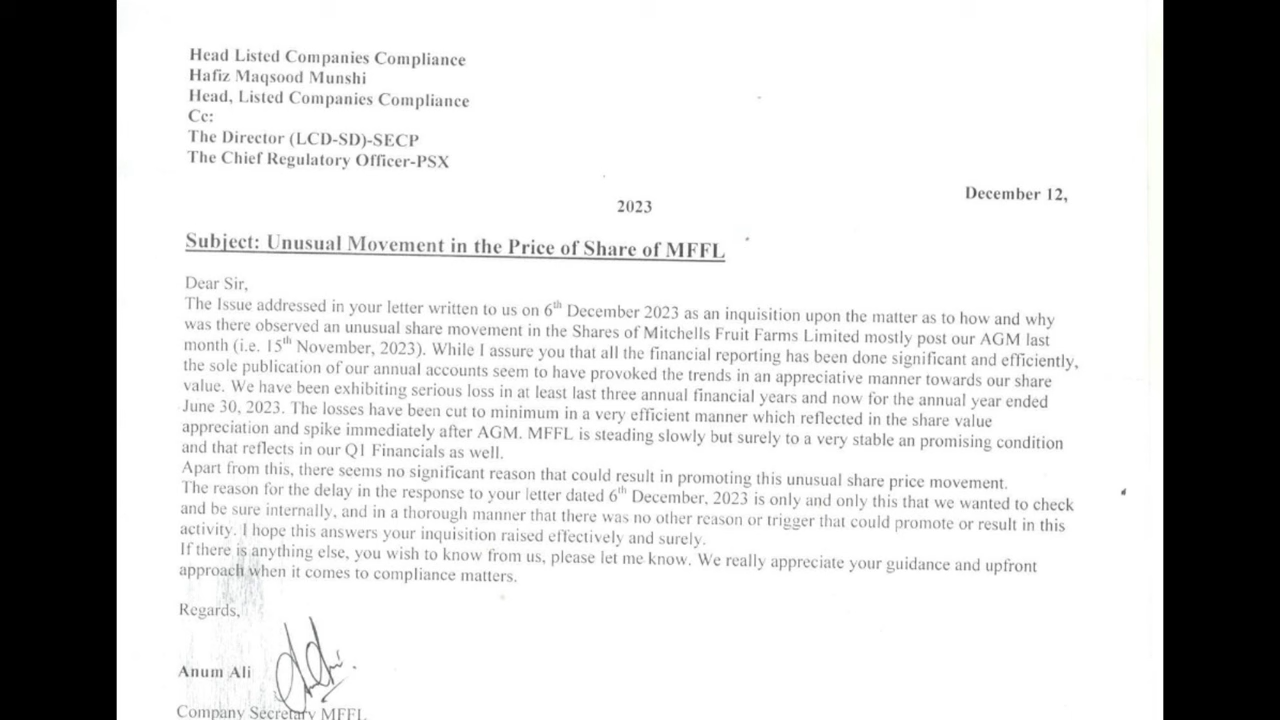 Head Listed Companies Compliance
Hafiz Maqsood Munshi
Head, Listed Companies Compliance
Cc:
The Director (LCD-SD)-SECP
The Chief Regulatory Officer-PSX
December 12,
2023
Subject: Unusual Movement in the Price of Share of MFFL
Dear Sir,
The Issue addressed in your letter written to us on 6th December 2023 as an inquisition upon the matter as to how and why
was there observed an unusual share movement in the Shares of Mitchells Fruit Farms Limited mostly post our AGM last
month (i.e. 15th November, 2023). While I assure you that all the financial reporting has been done significant and efficiently,
the sole publication of our annual accounts seem to have provoked the trends in an appreciative manner towards our share
value. We have been exhibiting serious loss in at least last three annual financial years and now for the annual year ended
June 30, 2023. The losses have been cut to minimum in a very efficient manner which reflected in the share value
appreciation and spike immediately after AGM. MFFL is steading slowly but surely to a very stable an promising condition
and that reflects in our Q1 Financials as well.
Apart from this, there seems no significant reason that could result in promoting this unusual share price movement.
The reason for the delay in the response to your letter dated 6th December, 2023 is only and only this that we wanted to check
and be sure internally, and in a thorough manner that there was no other reason or trigger that could promote or result in this
activity. I hope this answers your inquisition raised effectively and surely.
If there is anything else, you wish to know from us, please let me know. We really appreciate your guidance and upfront
approach when it comes to compliance matters.
Regards,
Anum Ali
Company Secretary MFFL